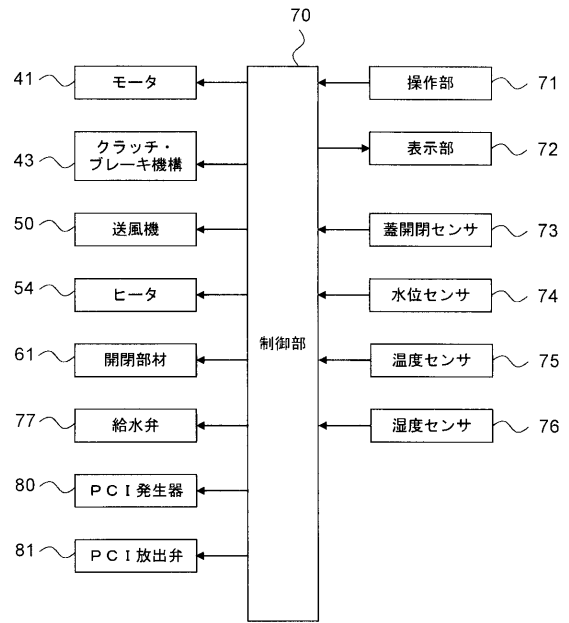 70
41
モータ
43
クラッチ・
ブレーキ機構
50
送風機
54
ヒータ
61
開閉部材
77
給水弁
80
ＰＣＩ発生器
81
ＰＣＩ放出弁
制御部
操作部
71
表示部
72
蓋開閉センサ
73
水位センサ
74
温度センサ
75
湿度センサ
76